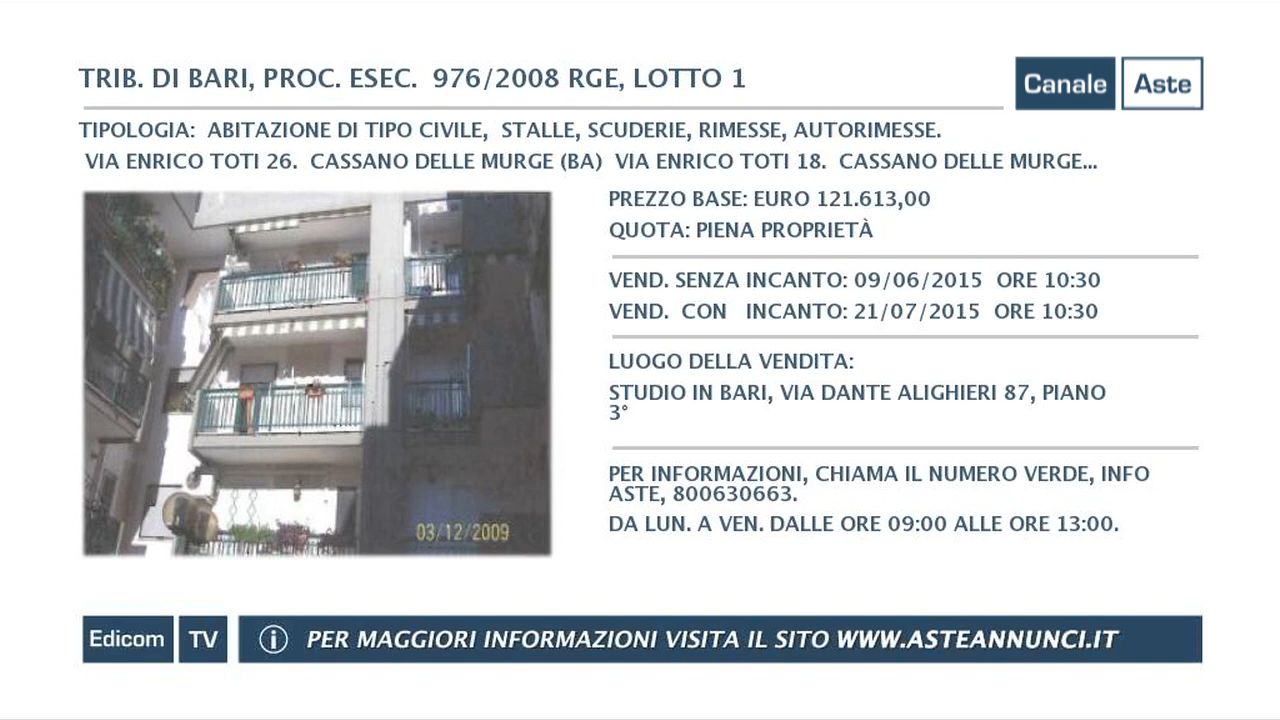 TRIB. DI BARI, PROC. ESEC.  976/2008 RGE, LOTTO 1
Canale Aste
TIPOLOGIA:  ABITAZIONE DI TIPO CIVILE,  STALLE, SCUDERIE, RIMESSE, AUTORIMESSE.
VIA ENRICO TOTI 26.  CASSANO DELLE MURGE (BA)  VIA ENRICO TOTI 18.  CASSANO DELLE MURGE...
PREZZO BASE: EURO 121.613,00
QUOTA: PIENA PROPRIETÀ
VEND. SENZA INCANTO: 09/06/2015  ORE 10:30
VEND.  CON   INCANTO: 21/07/2015  ORE 10:30
LUOGO DELLA VENDITA:
STUDIO IN BARI, VIA DANTE ALIGHIERI 87, PIANO
3°
PER INFORMAZIONI, CHIAMA IL NUMERO VERDE, INFO
ASTE, 800630663.
DA LUN. A VEN. DALLE ORE 09:00 ALLE ORE 13:00.
03/12/2009
Edicom TV
PER MAGGIORI INFORMAZIONI VISITA IL SITO WWW.ASTEANNUNCI.IT